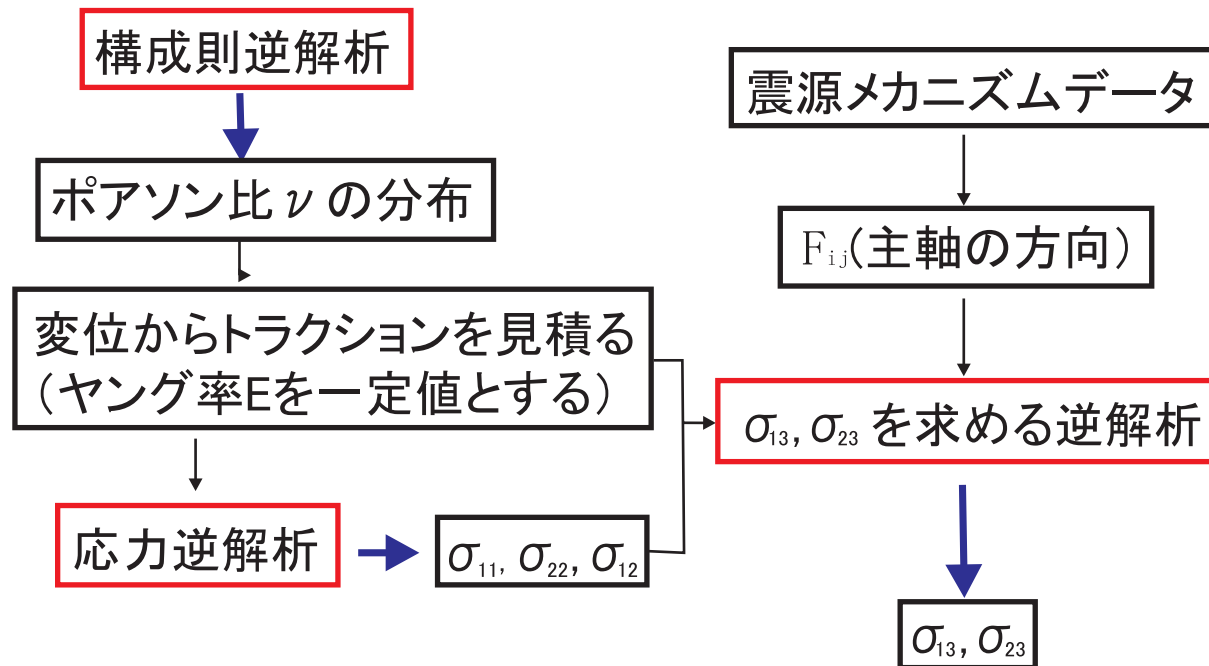 構成則逆解析
ポアソン比νの分布
変位からトラクションを見積る
（ヤング率Eを一定値とする）
応力逆解析
σ11, σ22, σ12
震源メカニズムデータ
Fij(主軸の方向）
σ13, σ23 を求める逆解析
σ13, σ23